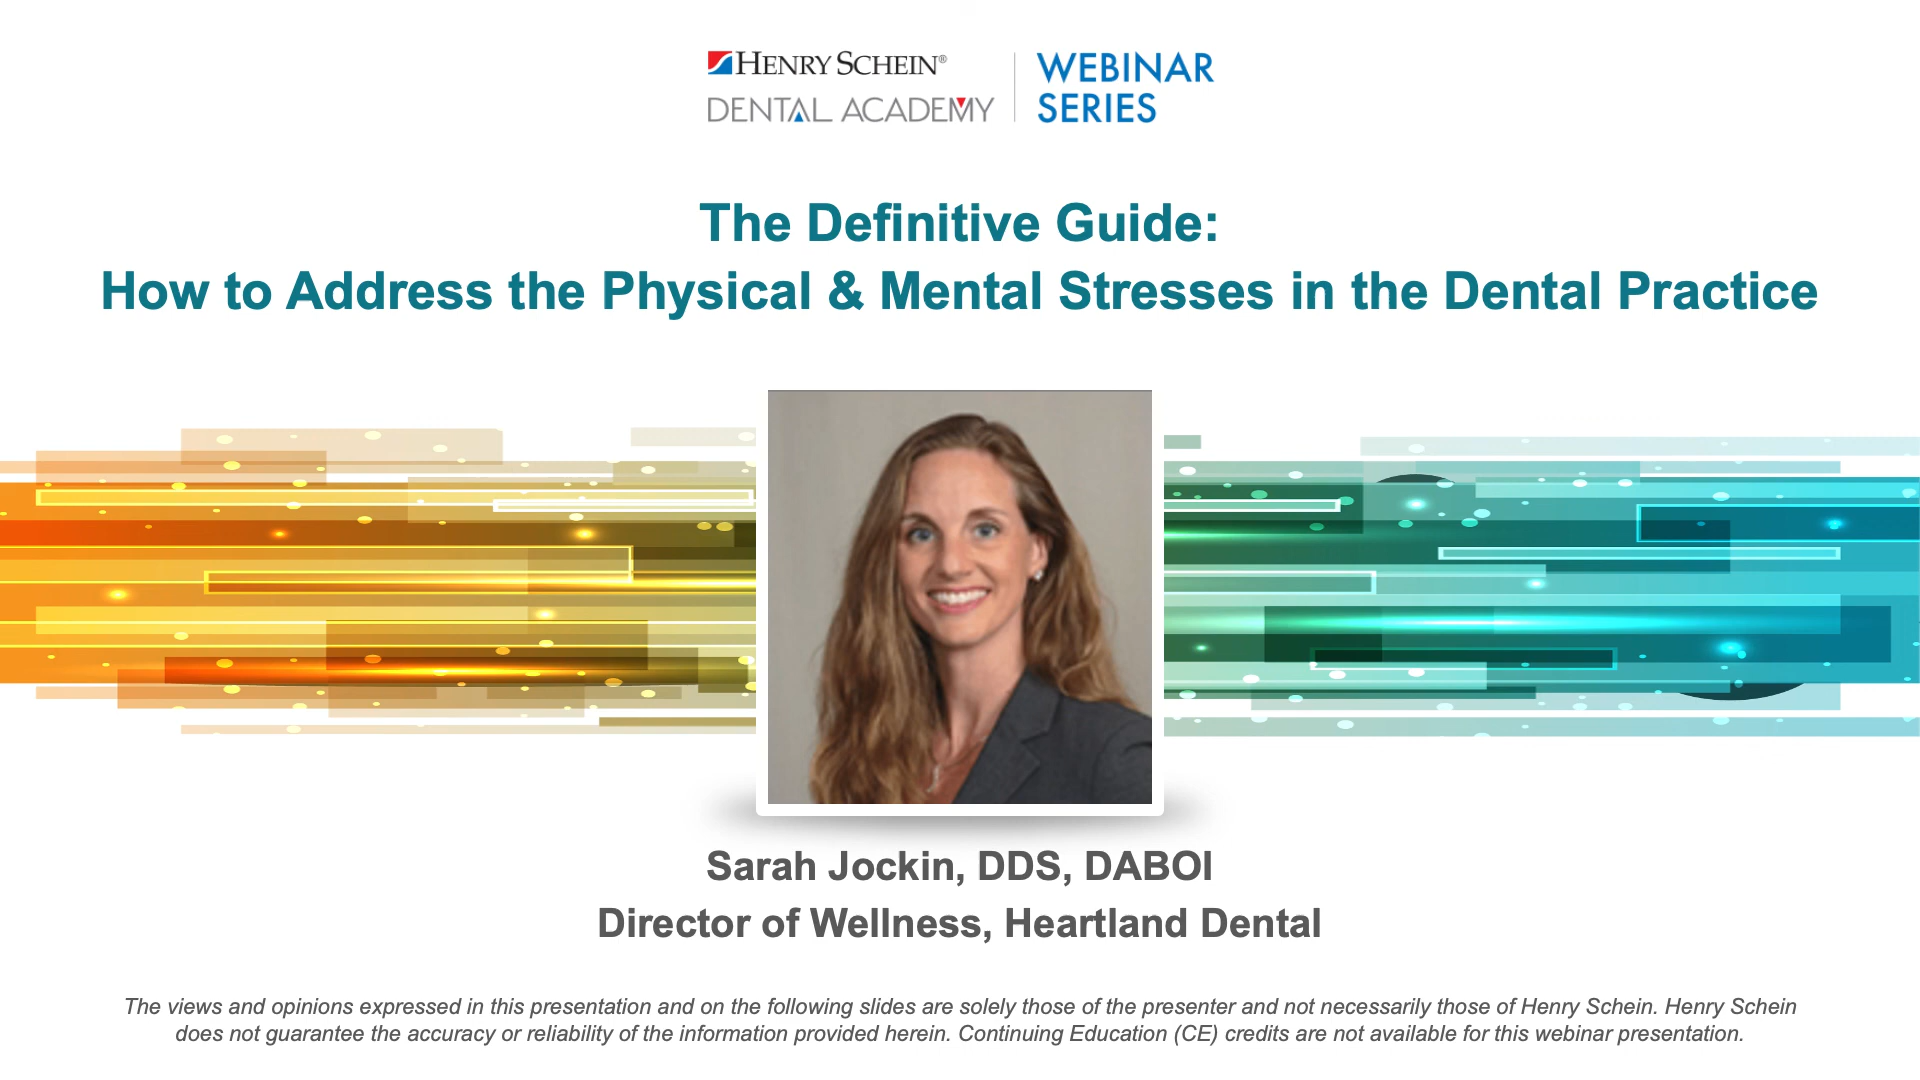 HENRY SCHEIN®
DENTAL ACADEMY
WEBINAR
SERIES
The Definitive Guide:
How to Address the Physical & Mental Stresses in the Dental Practice
Sarah Jockin, DDS, DABOI
Director of Wellness, Heartland Dental
The views and opinions expressed in this presentation and on the following slides are solely those of the presenter and not necessarily those of Henry Schein. Henry Schein
does not guarantee the accuracy or reliability of the information provided herein. Continuing Education (CE) credits are not available for this webinar presentation.